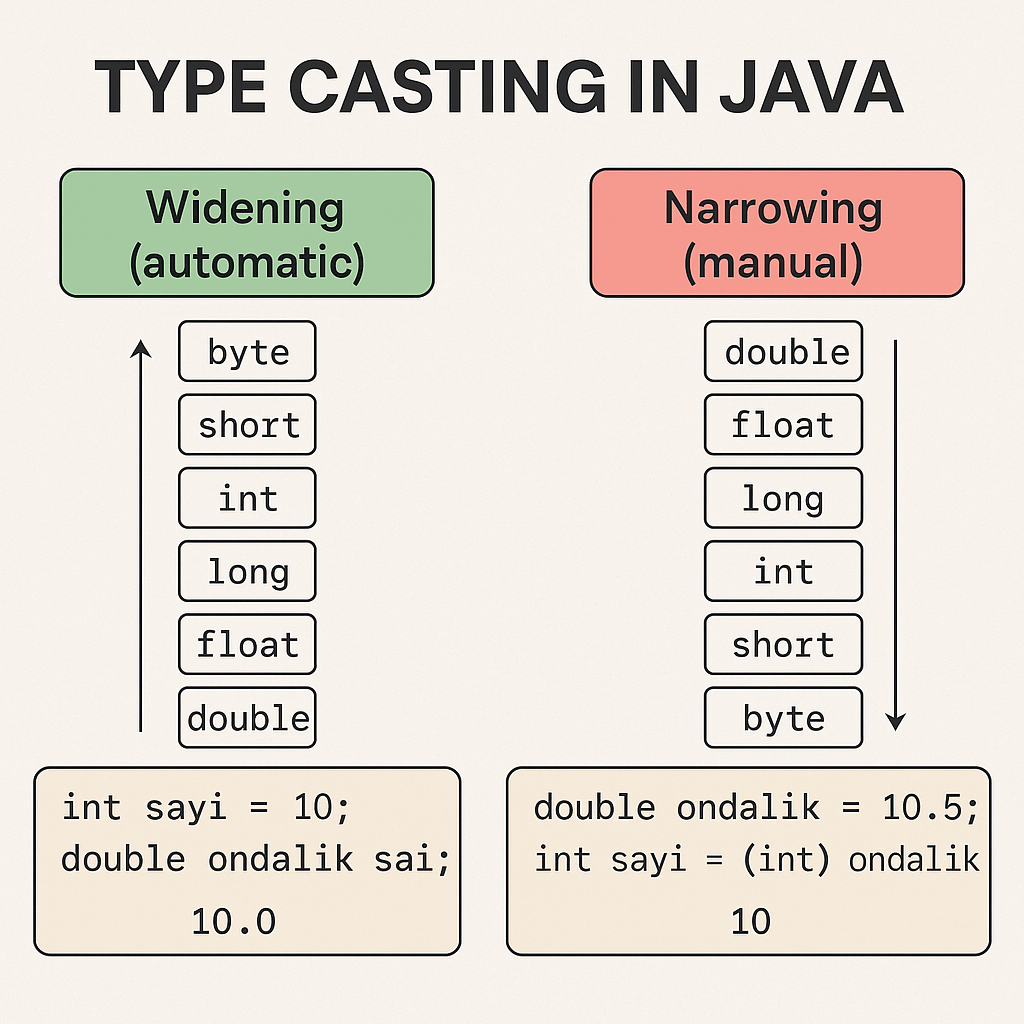 TYPE CASTING IN JAVA
Widening
(automatic)
byte
short
int
long
float
double
int sayi = 10;
double ondalik sai;
10.0
Narrowing
(manual)
double
float
long
int
short
byte
double ondalik = 10.5;
int sayi = (int) ondalik
10